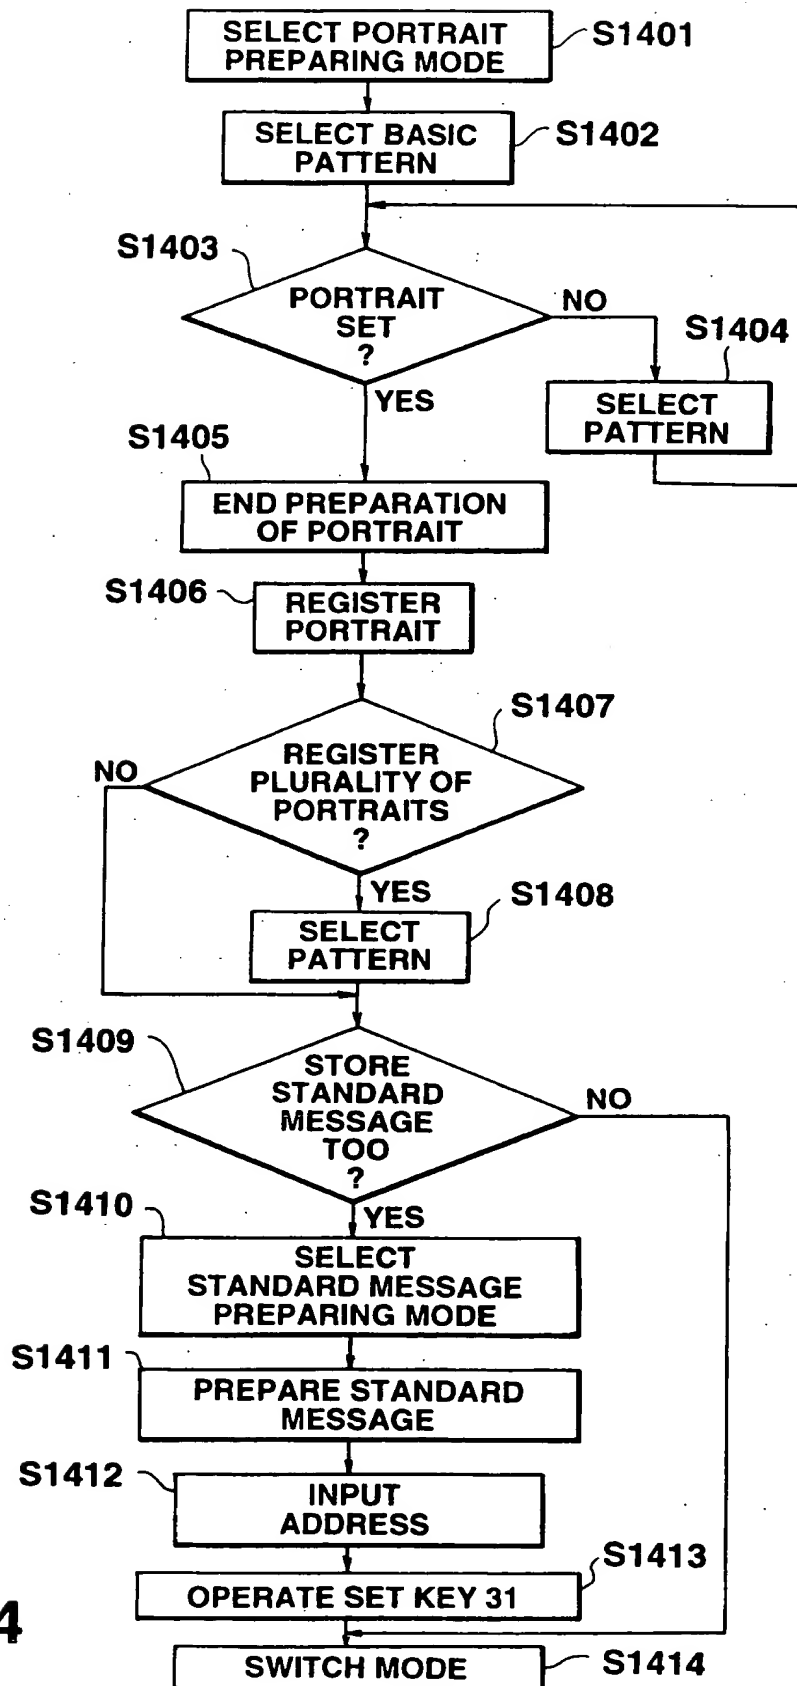 SELECT PORTRAIT
PREPARING MODE
S1401
SELECT BASIC
PATTERN
S1402
S1403
PORTRAIT
SET
?
NO
YES
S1404
SELECT
PATTERN
S1405
END PREPARATION
OF PORTRAIT
S1406
REGISTER
PORTRAIT
S1407
REGISTER
PLURALITY OF
PORTRAITS
?
NO
YES
S1408
SELECT
PATTERN
S1409
STORE
STANDARD
MESSAGE
TOO
?
NO
YES
S1410
SELECT
STANDARD MESSAGE
PREPARING MODE
S1411
PREPARE STANDARD
MESSAGE
S1412
INPUT
ADDRESS
S1413
OPERATE SET KEY 31
4
SWITCH MODE
S1414